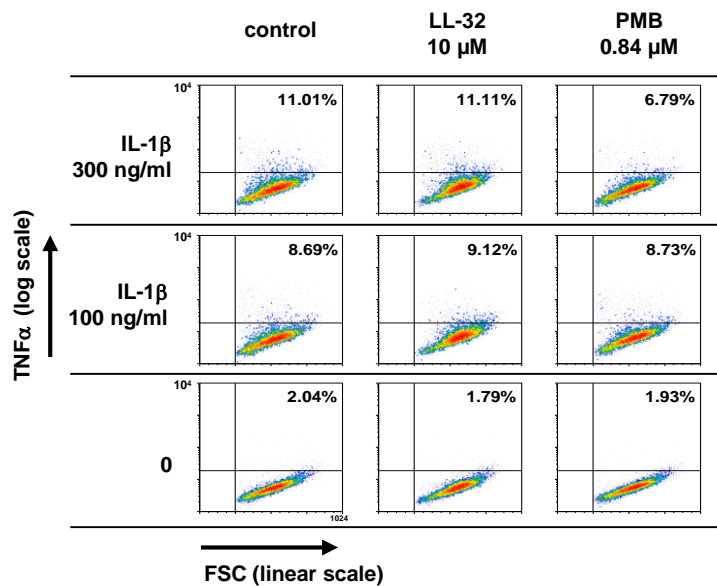 control
LL-32
10 µM
PMB
0.84 µM
IL-1β
300 ng/ml
10⁴
11.01%
11.11%
6.79%
IL-1β
100 ng/ml
10⁴
8.69%
9.12%
8.73%
0
10⁴
2.04%
1.79%
1.93%
1024
TNFα (log scale)
FSC (linear scale)